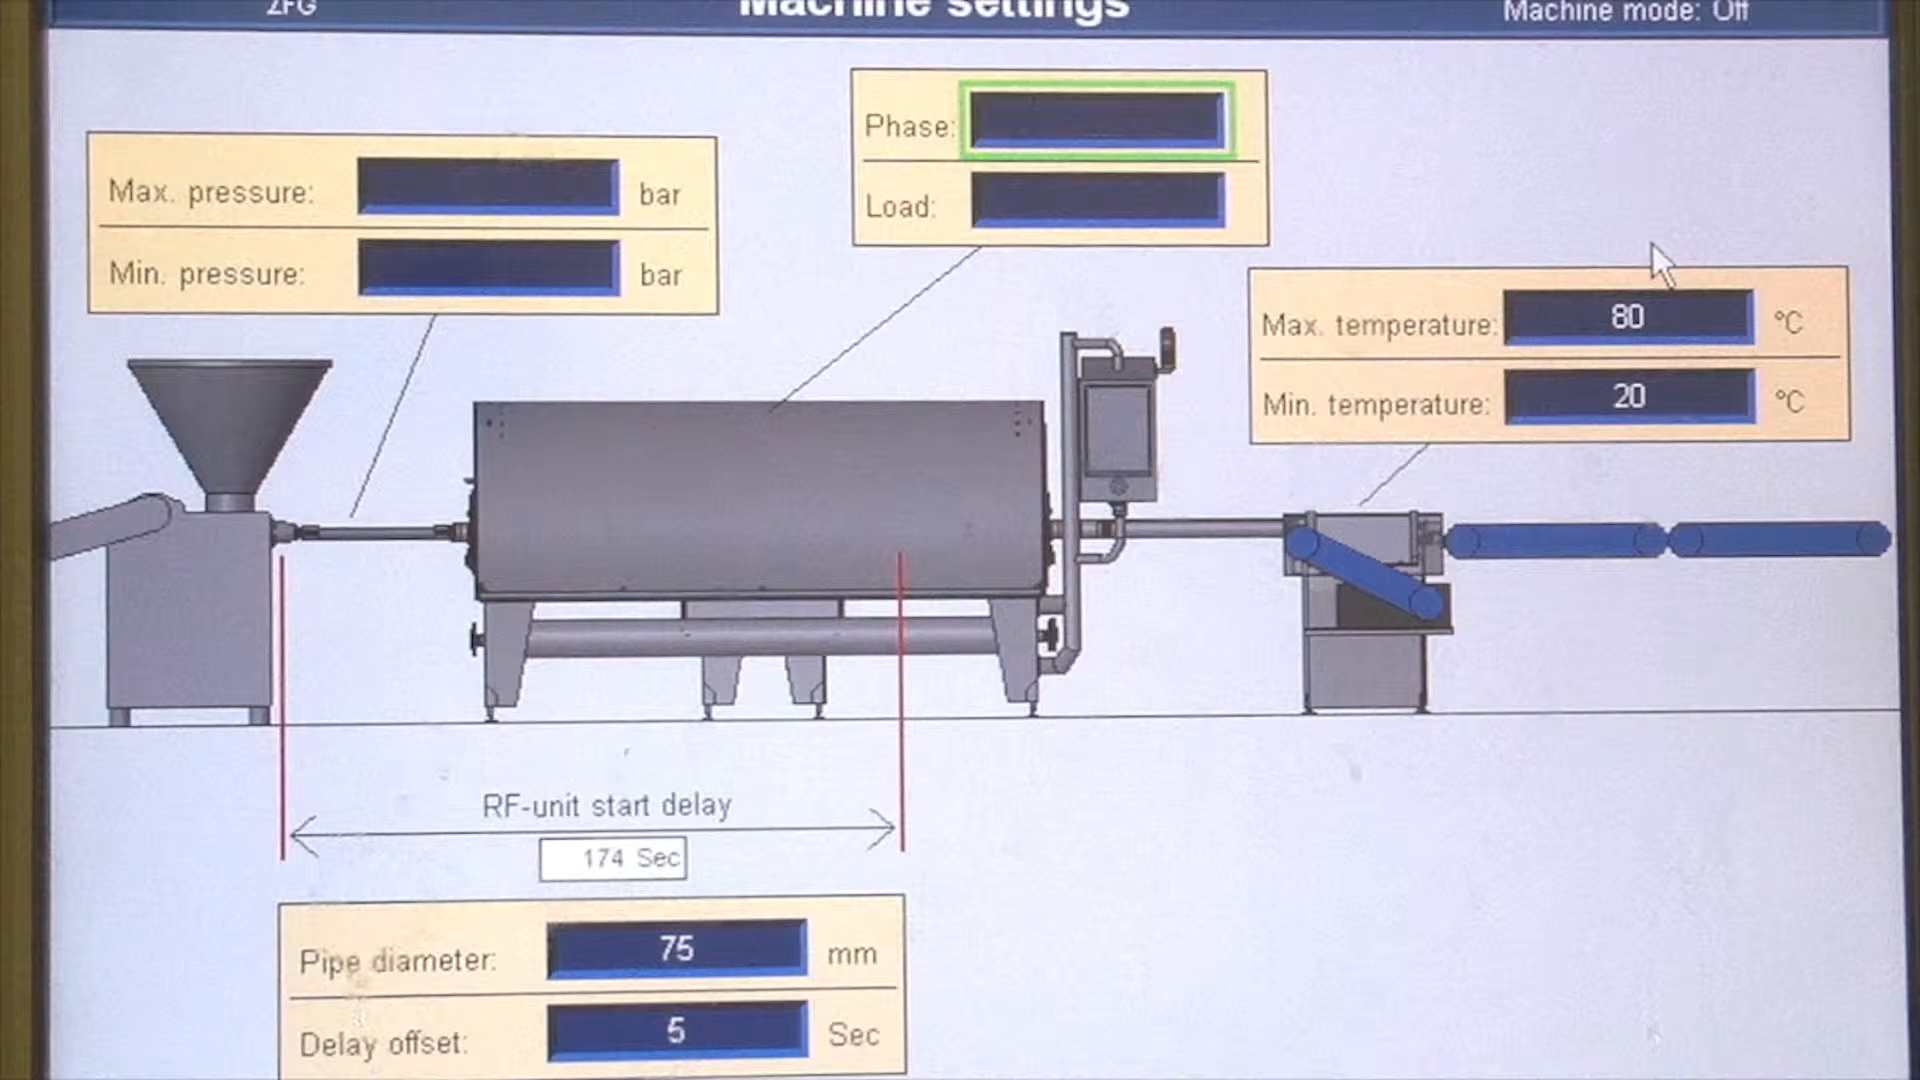 ZFG
Machine settings
Machine mode: Off
Phase:
Load:
Max. pressure: bar
Min. pressure: bar
Max. temperature: 80 °C
Min. temperature: 20 °C
RF-unit start delay
174 Sec
Pipe diameter: 75 mm
Delay offset: 5 Sec